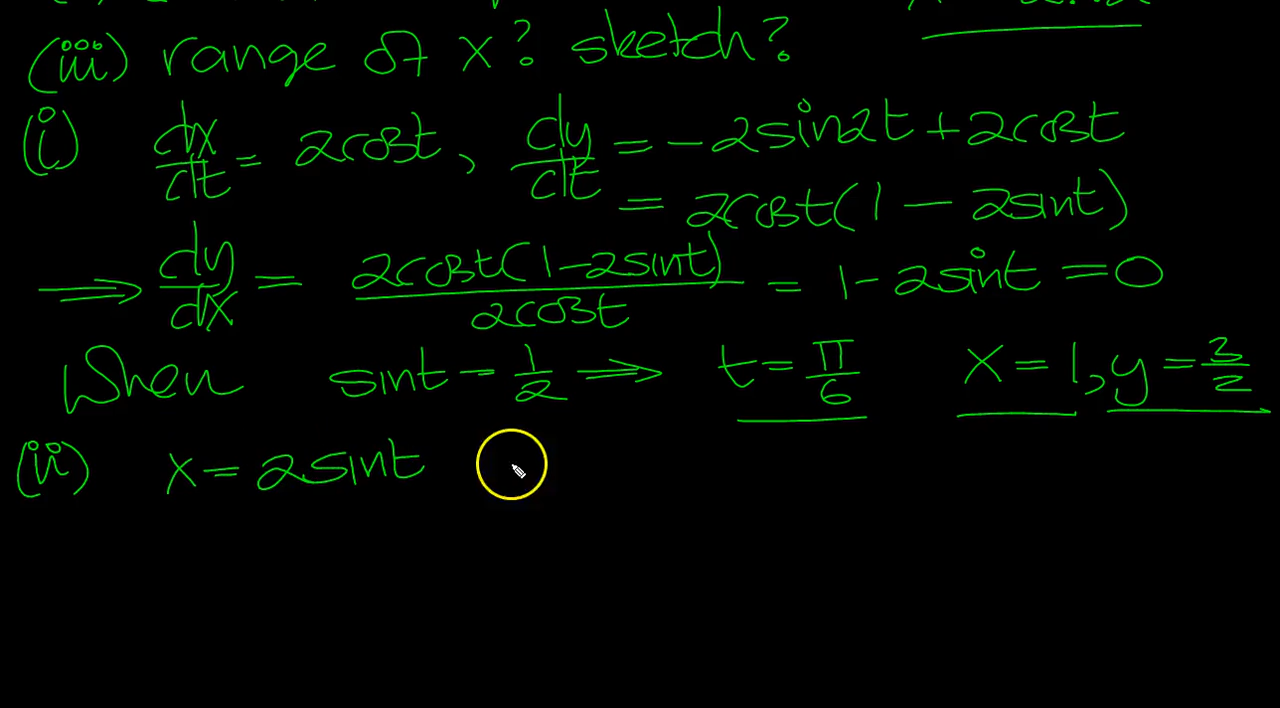 (iii) range of x? sketch?
(i) dx/dt = 2cost, dy/dt = -2sin2t + 2cost
= 2cost(1 - 2sint)
⟹ dy/dx = 2cost(1-2sint)/2cost = 1-2sint = 0
When sint = 1/2 ⟹ t = π/6 x = 1, y = 3/2
(ii) x = 2sint